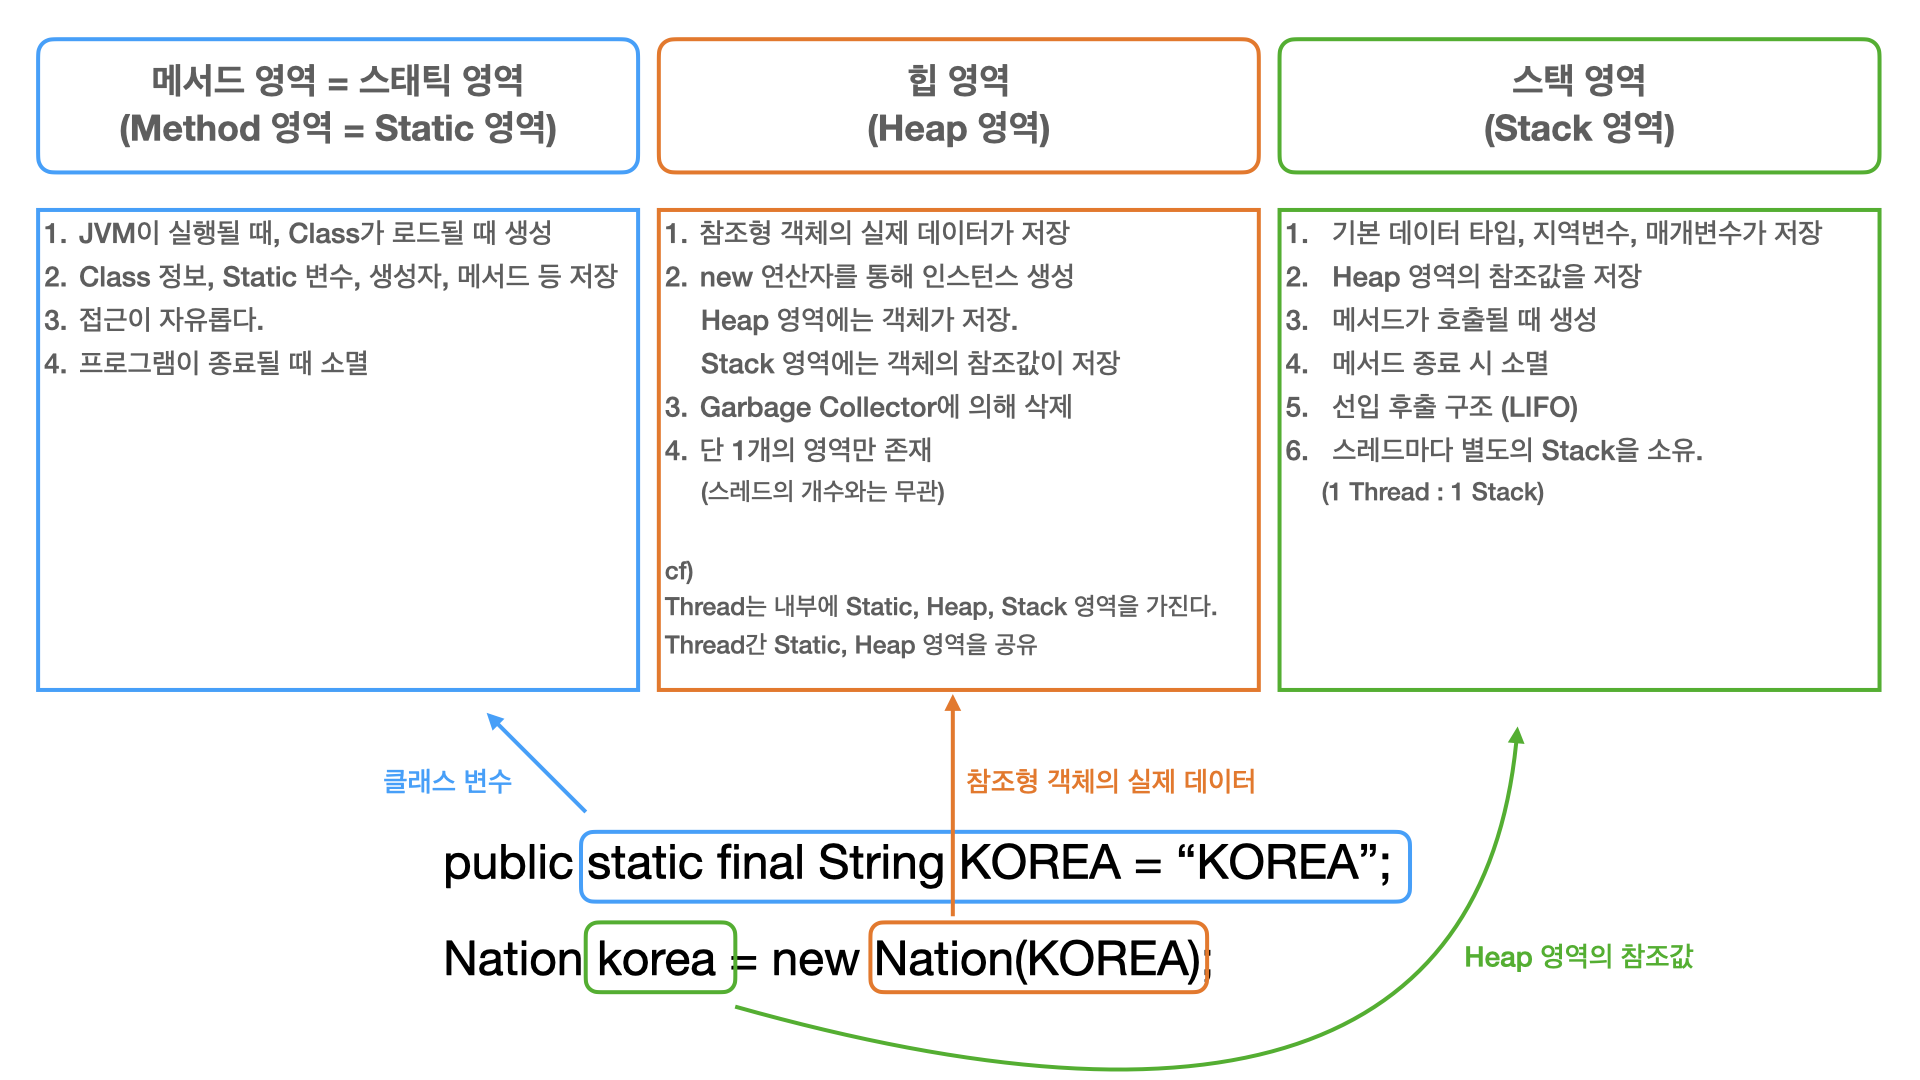 메서드 영역 = 스태틱 영역
(Method 영역 = Static 영역)
힙 영역
(Heap 영역)
스택 영역
(Stack 영역)
1. JVM이 실행될 때, Class가 로드될 때 생성
2. Class 정보, Static 변수, 생성자, 메서드 등 저장
3. 접근이 자유롭다.
4. 프로그램이 종료될 때 소멸
1. 참조형 객체의 실제 데이터가 저장
2. new 연산자를 통해 인스턴스 생성
Heap 영역에는 객체가 저장.
Stack 영역에는 객체의 참조값이 저장
3. Garbage Collector에 의해 삭제
4. 단 1개의 영역만 존재
(스레드의 개수와는 무관)
cf)
Thread는 내부에 Static, Heap, Stack 영역을 가진다.
Thread간 Static, Heap 영역을 공유
1. 기본 데이터 타입, 지역변수, 매개변수가 저장
2. Heap 영역의 참조값을 저장
3. 메서드가 호출될 때 생성
4. 메서드 종료 시 소멸
5. 선입 후출 구조 (LIFO)
6. 스레드마다 별도의 Stack을 소유.
(1 Thread : 1 Stack)
클래스 변수
참조형 객체의 실제 데이터
public static final String KOREA = “KOREA”;
Nation korea = new Nation(KOREA);
Heap 영역의 참조값